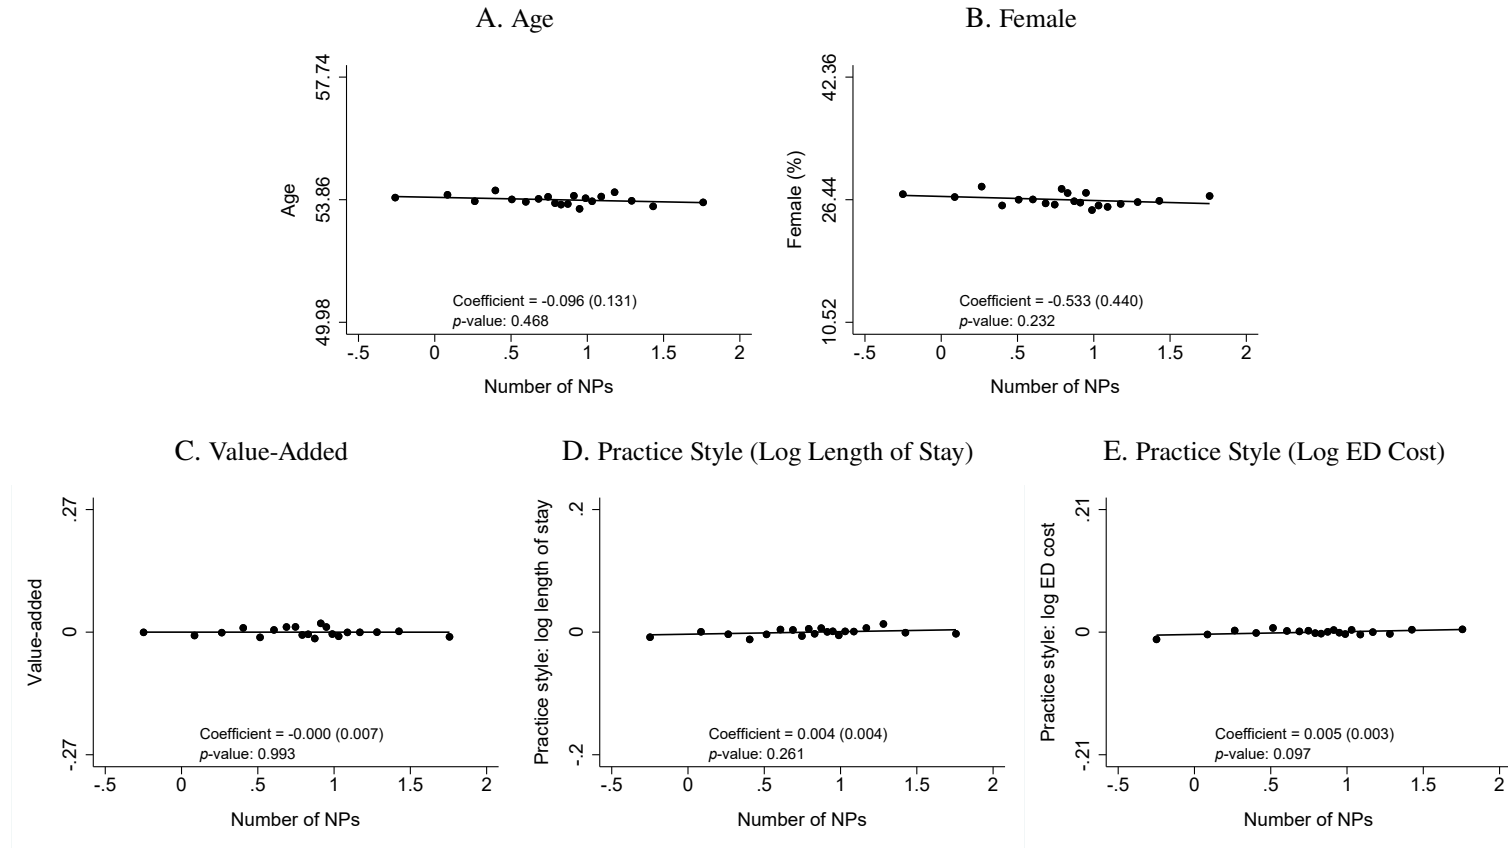 A. Age
57.74
53.86
49.98
Age
Coefficient = -0.096 (0.131)
p-value: 0.468
-.5 0 .5 1 1.5 2
Number of NPs
B. Female
42.36
26.44
10.52
Female (%)
Coefficient = -0.533 (0.440)
p-value: 0.232
-.5 0 .5 1 1.5 2
Number of NPs
C. Value-Added
.27
0
-.27
Value-added
Coefficient = -0.000 (0.007)
p-value: 0.993
-.5 0 .5 1 1.5 2
Number of NPs
D. Practice Style (Log Length of Stay)
.2
0
-.2
Practice style: log length of stay
Coefficient = 0.004 (0.004)
p-value: 0.261
-.5 0 .5 1 1.5 2
Number of NPs
E. Practice Style (Log ED Cost)
.21
0
-.21
Practice style: log ED cost
Coefficient = 0.005 (0.003)
p-value: 0.097
-.5 0 .5 1 1.5 2
Number of NPs